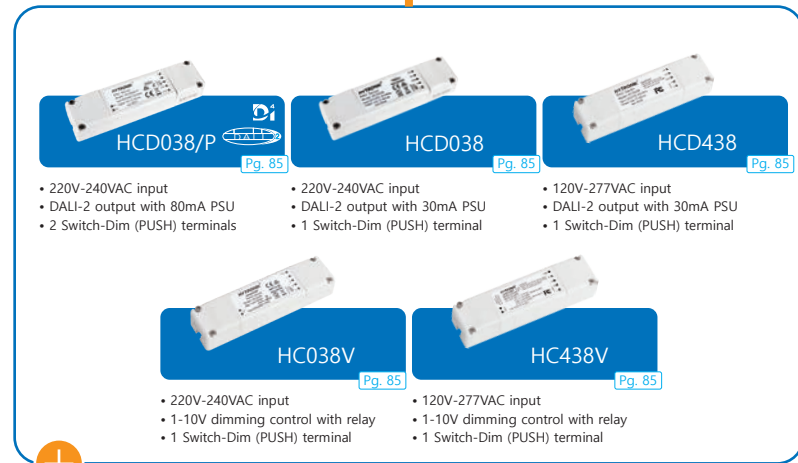 HCD038/P
Pg. 85
• 220V-240VAC input
• DALI-2 output with 80mA PSU
• 2 Switch-Dim (PUSH) terminals
HCD038
Pg. 85
• 220V-240VAC input
• DALI-2 output with 30mA PSU
• 1 Switch-Dim (PUSH) terminal
HCD438
Pg. 85
• 120V-277VAC input
• DALI-2 output with 30mA PSU
• 1 Switch-Dim (PUSH) terminal
HC038V
Pg. 85
• 220V-240VAC input
• 1-10V dimming control with relay
• 1 Switch-Dim (PUSH) terminal
HC438V
Pg. 85
• 120V-277VAC input
• 1-10V dimming control with relay
• 1 Switch-Dim (PUSH) terminal